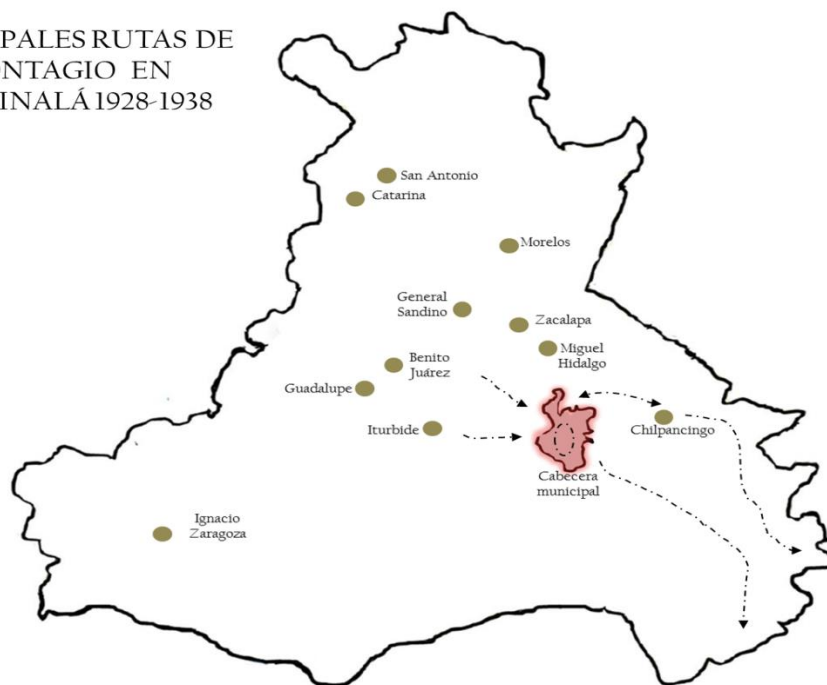 PALES RUTAS DE
NTAGIO EN
INALÁ 1928-1938
San Antonio
Catarina
Morelos
General
Sandino
Zacalapa
Miguel
Hidalgo
Benito
Juárez
Guadalupe
Iturbide
Chilpancingo
Cabecera
municipal
Ignacio
Zaragoza